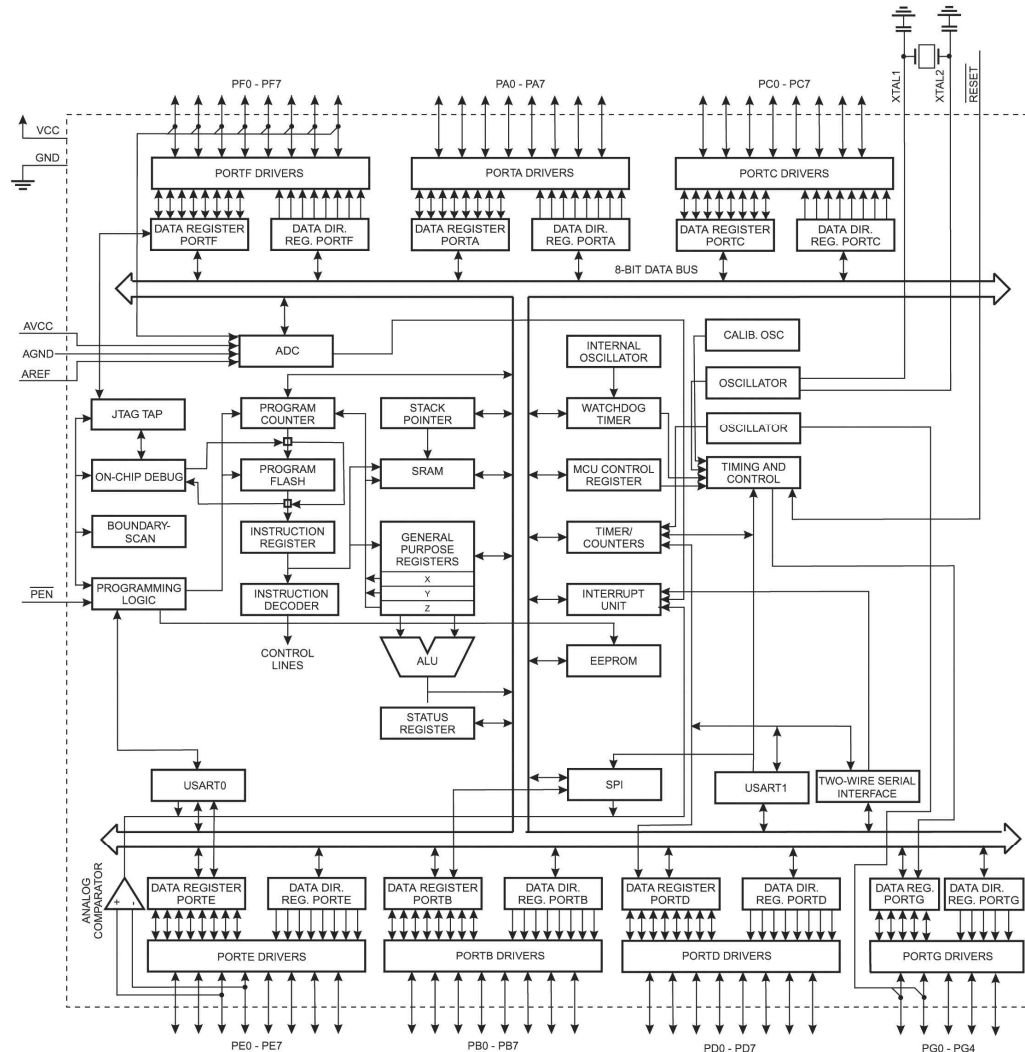 XTAL1
XTAL2
RESET
PF0 - PF7
PA0 - PA7
PC0 - PC7
VCC
GND
PORTF DRIVERS
PORTA DRIVERS
PORTC DRIVERS
DATA REGISTER
PORTF
DATA DIR.
REG. PORTF
DATA REGISTER
PORTA
DATA DIR.
REG. PORTA
DATA REGISTER
PORTC
DATA DIR.
REG. PORTC
8-BIT DATA BUS
AVCC
AGND
AREF
ADC
INTERNAL
OSCILLATOR
CALIB. OSC
OSCILLATOR
JTAG TAP
PROGRAM
COUNTER
STACK
POINTER
WATCHDOG
TIMER
OSCILLATOR
ON-CHIP DEBUG
PROGRAM
FLASH
SRAM
MCU CONTROL
REGISTER
TIMING AND
CONTROL
BOUNDARY-
SCAN
INSTRUCTION
REGISTER
GENERAL
PURPOSE
REGISTERS
X
Y
Z
TIMER/
COUNTERS
PEN
PROGRAMMING
LOGIC
INSTRUCTION
DECODER
INTERRUPT
UNIT
CONTROL
LINES
ALU
EEPROM
STATUS
REGISTER
USART0
SPI
USART1
TWO-WIRE SERIAL
INTERFACE
ANALOG
COMPARATOR
+
-
DATA REGISTER
PORTE
DATA DIR.
REG. PORTE
DATA REGISTER
PORTB
DATA DIR.
REG. PORTB
DATA REGISTER
PORTD
DATA DIR.
REG. PORTD
DATA REG.
PORTG
DATA DIR.
REG. PORTG
PORTE DRIVERS
PORTB DRIVERS
PORTD DRIVERS
PORTG DRIVERS
PE0 - PE7
PB0 - PB7
PD0 - PD7
PG0 - PG4